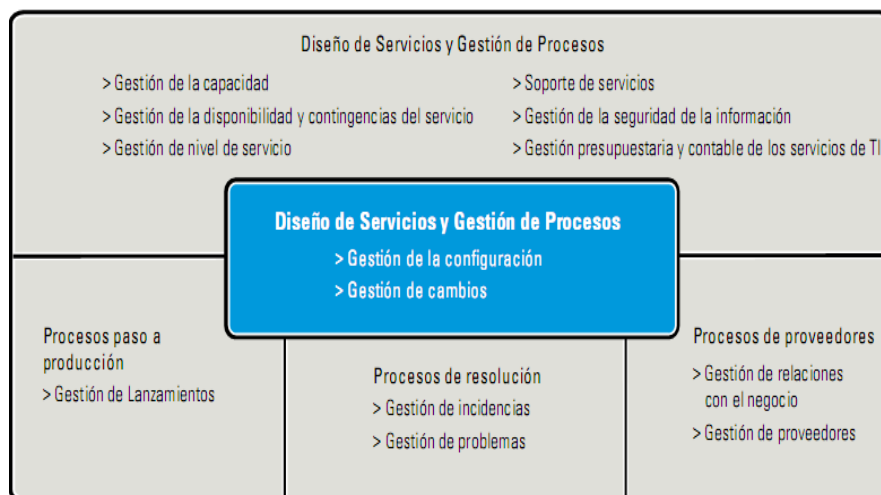 Diseño de Servicios y Gestión de Procesos
> Gestión de la capacidad
> Gestión de la disponibilidad y contingencias del servicio
> Gestión de nivel de servicio
> Soporte de servicios
> Gestión de la seguridad de la información
> Gestión presupuestaria y contable de los servicios de TI
Diseño de Servicios y Gestión de Procesos
> Gestión de la configuración
> Gestión de cambios
Procesos paso a
producción
> Gestión de Lanzamientos
Procesos de resolución
> Gestión de incidencias
> Gestión de problemas
Procesos de proveedores
> Gestión de relaciones
con el negocio
> Gestión de proveedores